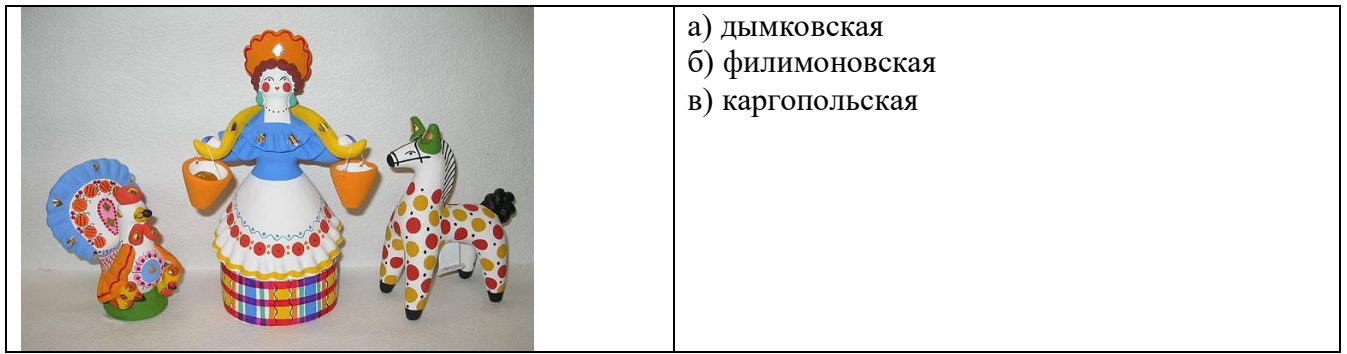 а) дымковская
б) филимоновская
в) каргопольская